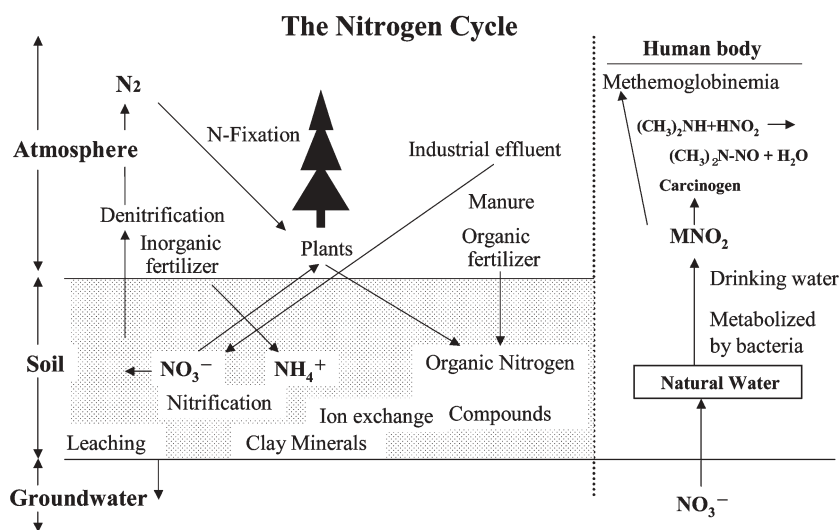 The Nitrogen Cycle
Human body
N₂
Methemoglobinemia
N-Fixation
(CH₃)₂NH+HNO₂ →
Atmosphere
Industrial effluent
(CH₃)₂N-NO + H₂O
Carcinogen
Denitrification
Manure
Inorganic
fertilizer
Plants
Organic
fertilizer
MNO₂
Drinking water
Metabolized
by bacteria
Soil
NO₃⁻
NH₄⁺
Organic Nitrogen
Natural Water
Nitrification
Ion exchange
Compounds
Leaching
Clay Minerals
Groundwater
NO₃⁻